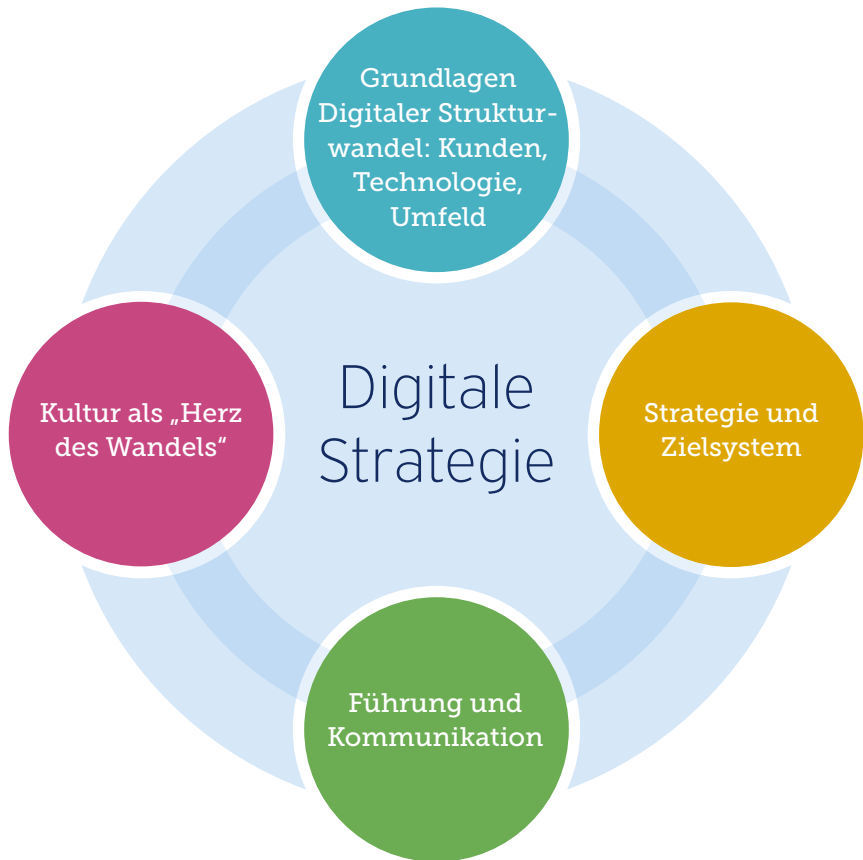 Grundlagen
Digitaler Struktur-
wandel: Kunden,
Technologie,
Umfeld
Kultur als „Herz
des Wandels“
Digitale
Strategie
Strategie und
Zielsystem
Führung und
Kommunikation